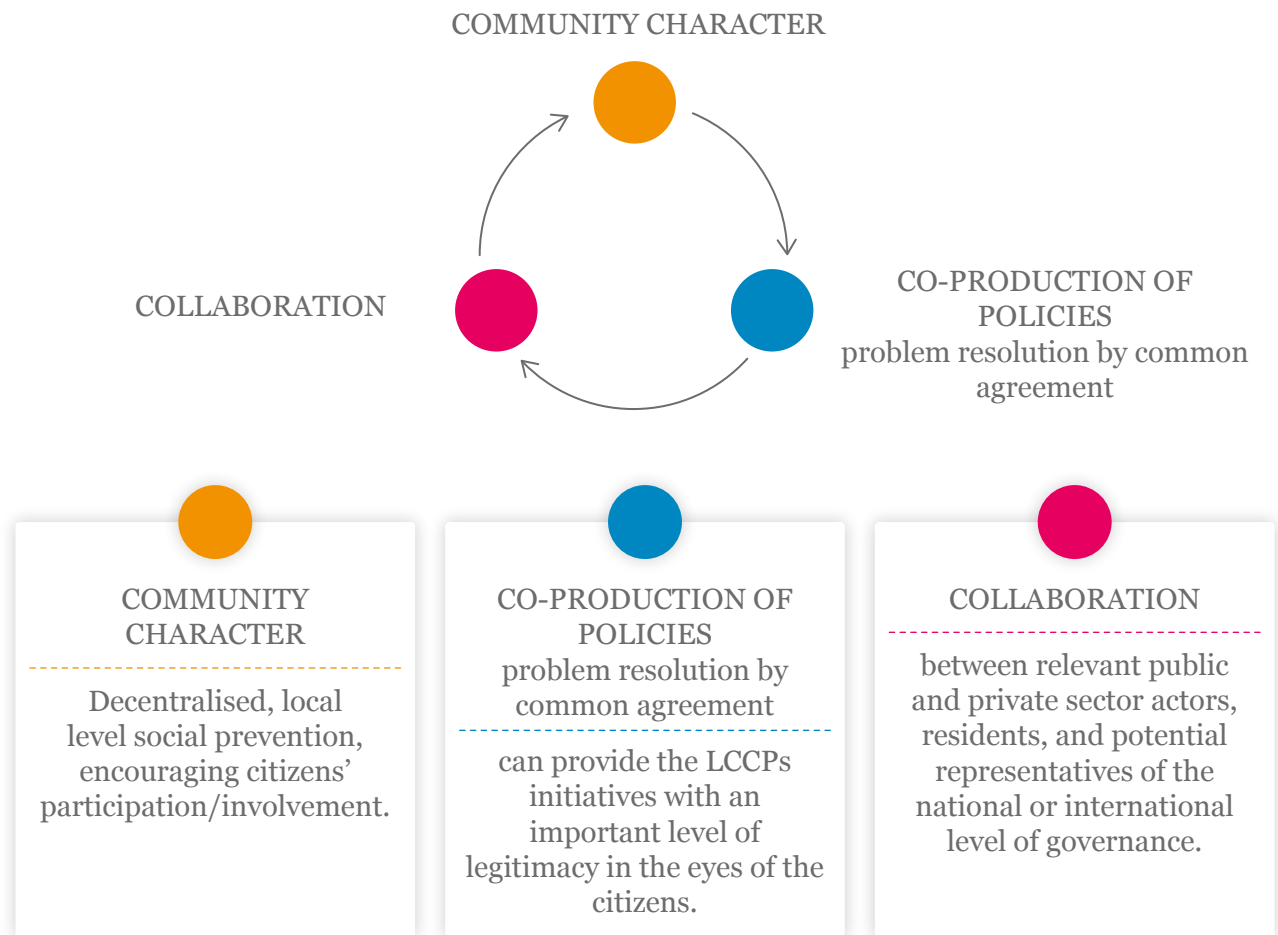 COMMUNITY CHARACTER
COLLABORATION
CO-PRODUCTION OF
POLICIES
problem resolution by common
agreement
COMMUNITY
CHARACTER
Decentralised, local
level social prevention,
encouraging citizens’
participation/involvement.
CO-PRODUCTION OF
POLICIES
problem resolution by
common agreement
can provide the LCCPs
initiatives with an
important level of
legitimacy in the eyes of the
citizens.
COLLABORATION
between relevant public
and private sector actors,
residents, and potential
representatives of the
national or international
level of governance.